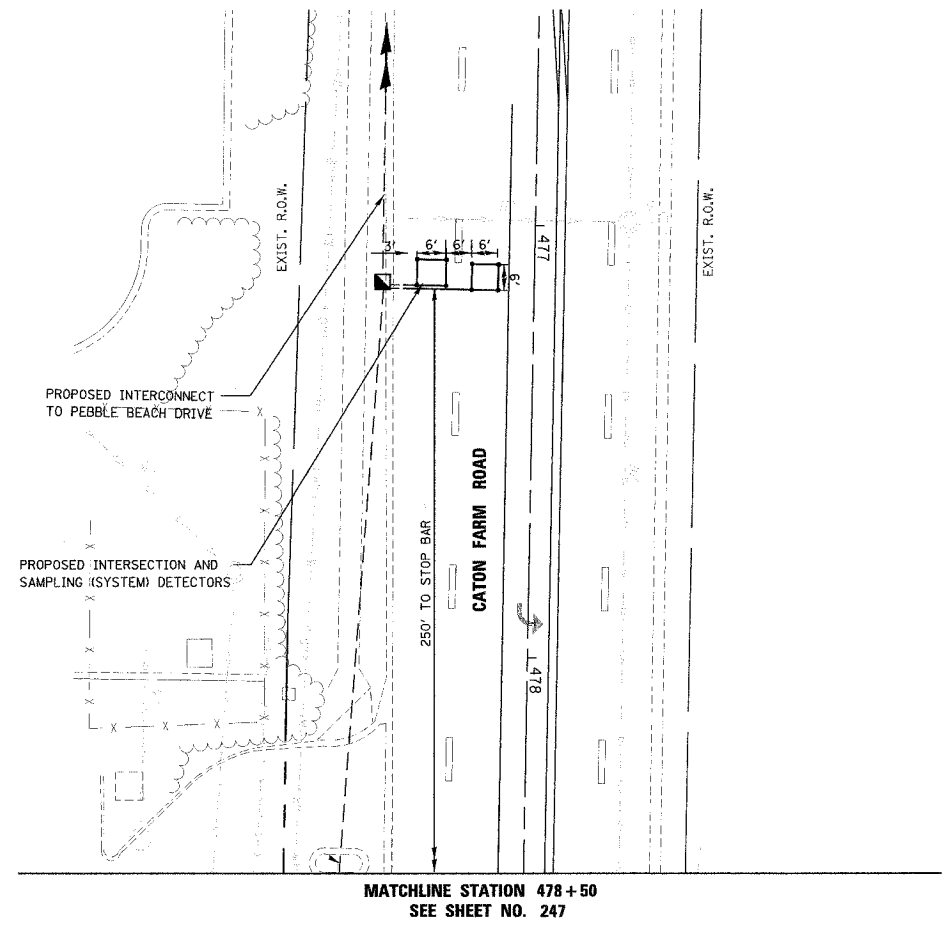 EXIST. R.O.W.
EXIST. R.O.W.
477
3'
6'
6'
6'
6'
PROPOSED INTERCONNECT
TO PEBBLE BEACH DRIVE
CATON FARM ROAD
250' TO STOP BAR
PROPOSED INTERSECTION AND
SAMPLING (SYSTEM) DETECTORS
478
MATCHLINE STATION 478+50
SEE SHEET NO. 247